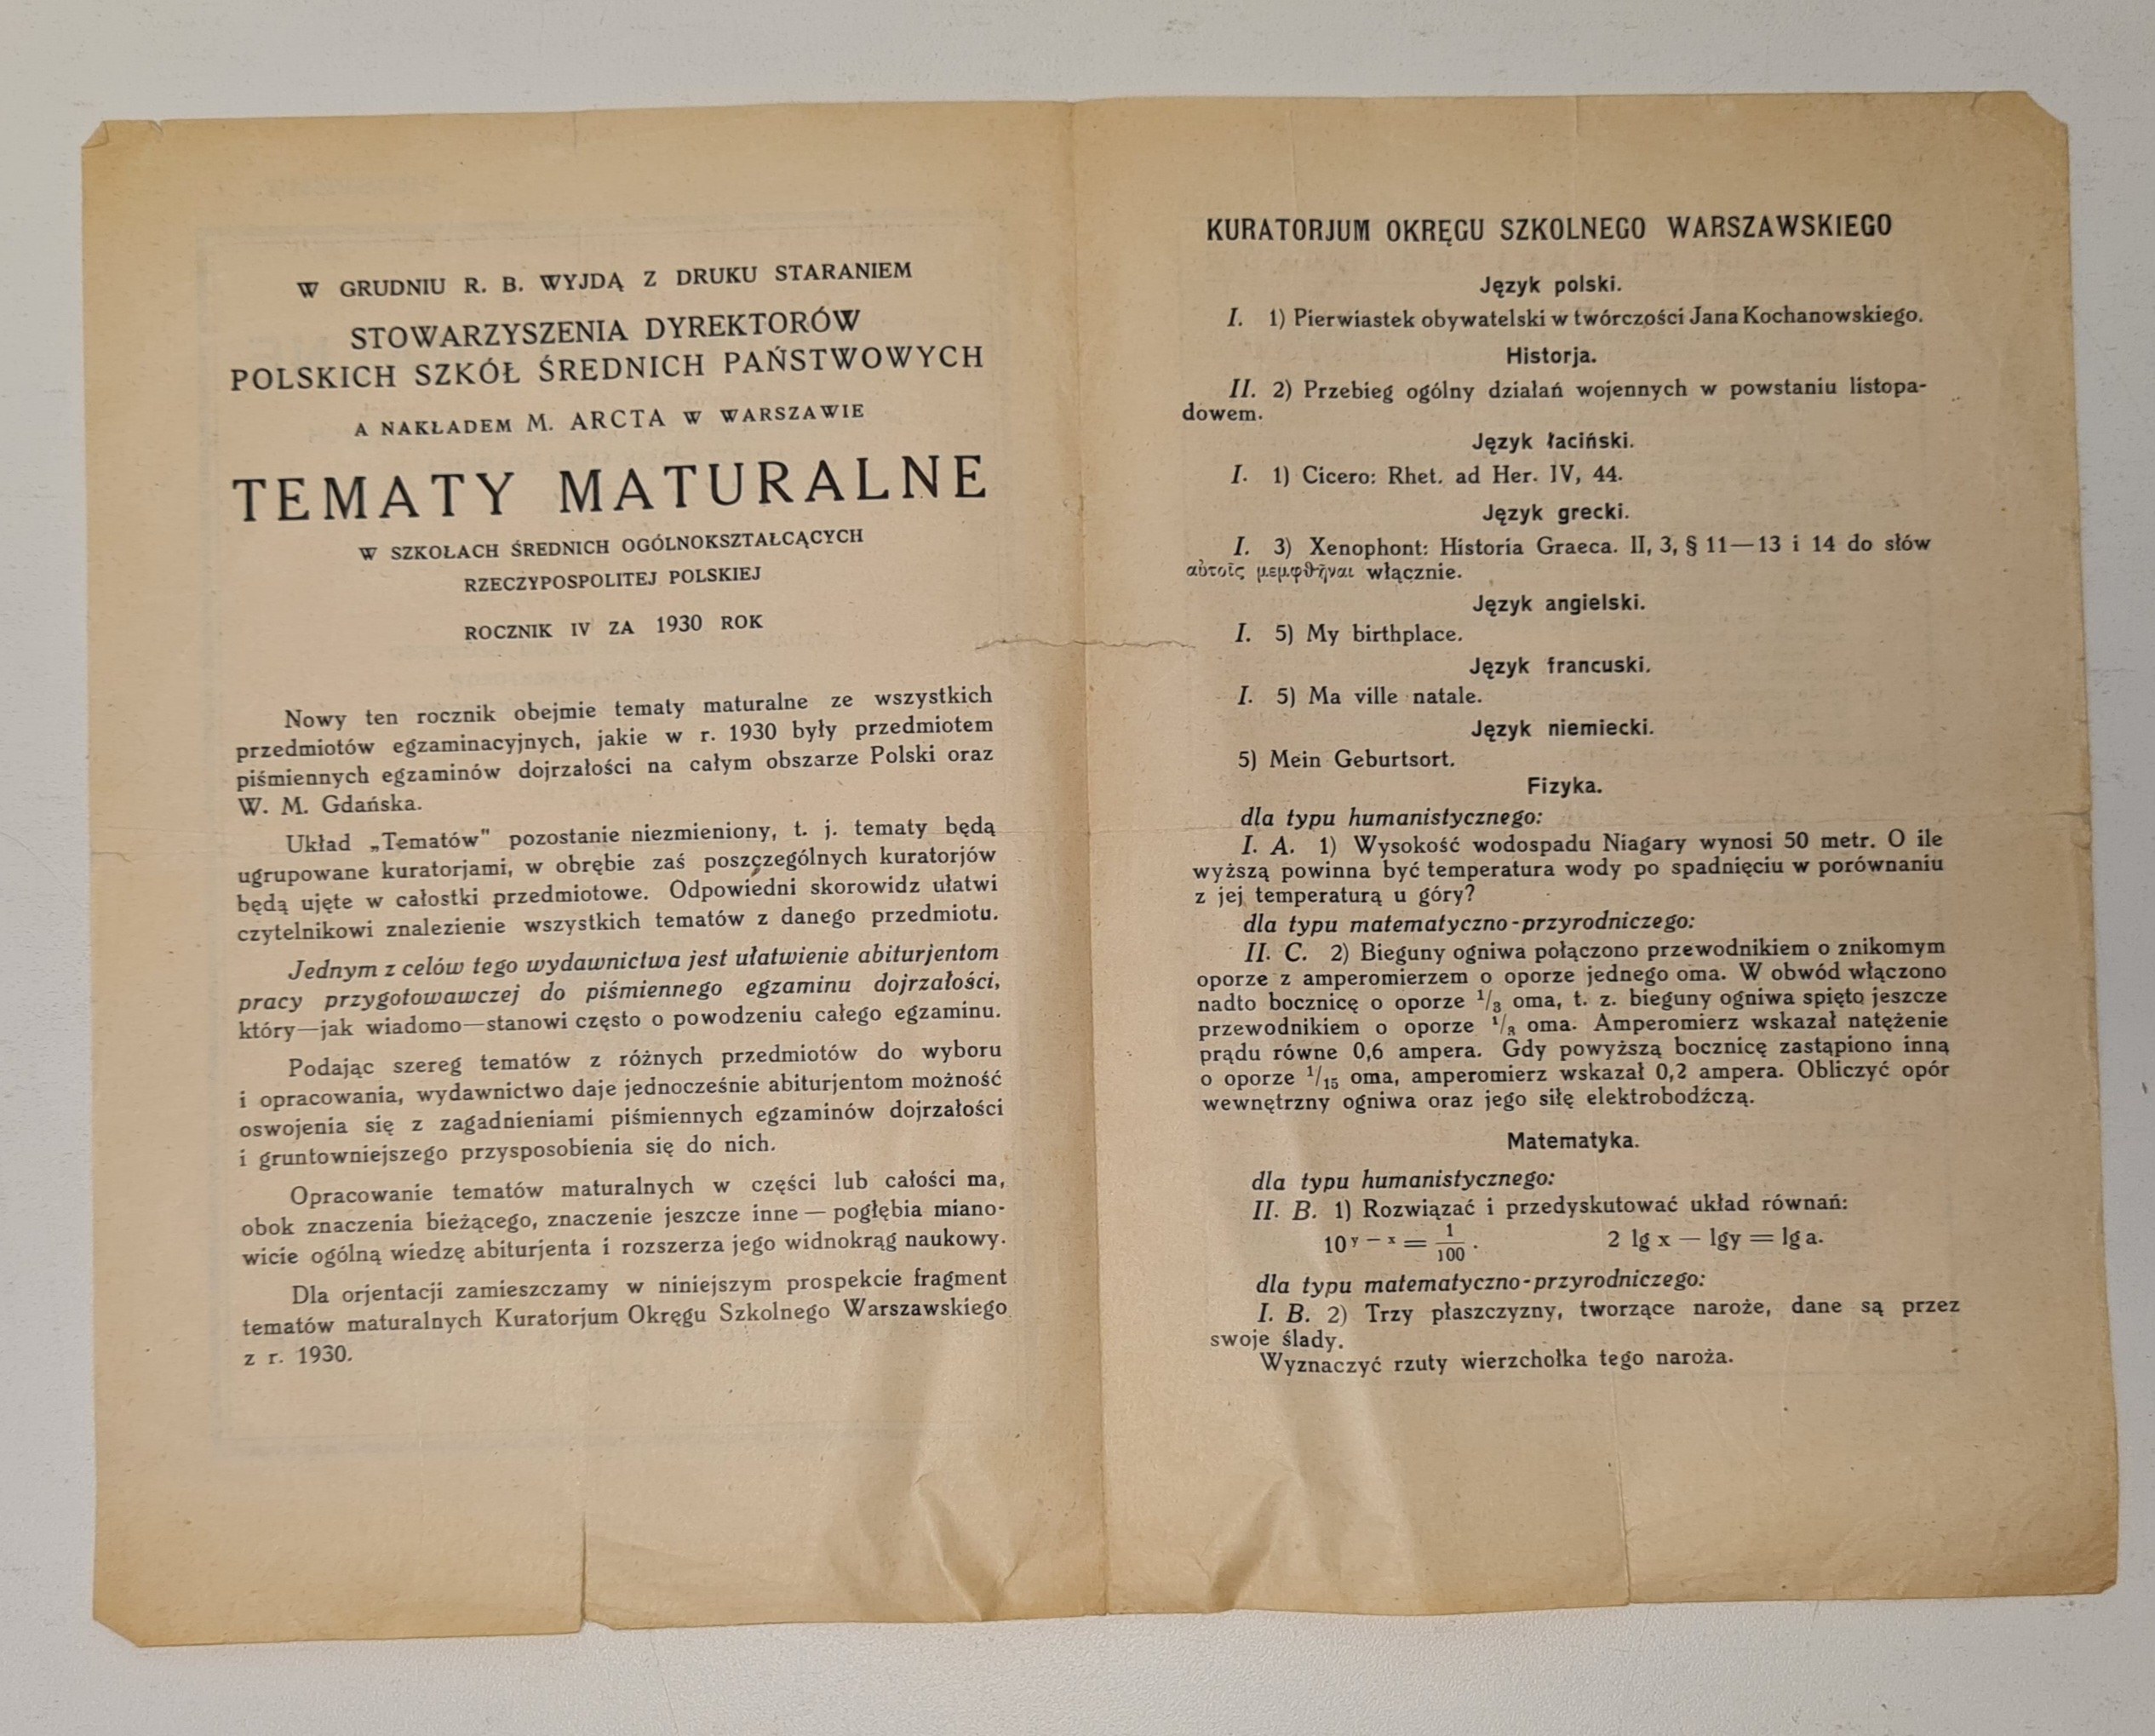 W GRUDNIU R. B. WYJDĄ Z DRUKU STARANIEM
STOWARZYSZENIA DYREKTORÓW
POLSKICH SZKÓŁ ŚREDNICH PAŃSTWOWYCH
A NAKŁADEM M. ARCTA W WARSZAWIE
TEMATY MATURALNE
W SZKOŁACH ŚREDNICH OGÓLNOKSZTAŁCĄCYCH
RZECZYPOSPOLITEJ POLSKIEJ
ROCZNIK IV ZA 1930 ROK
Nowy ten rocznik obejmie tematy maturalne ze wszystkich
przedmiotów egzaminacyjnych, jakie w r. 1930 były przedmiotem
piśmiennych egzaminów dojrzałości na całym obszarze Polski oraz
W. M. Gdańska.
Układ „Tematów" pozostanie niezmieniony, t. j. tematy będą
ugrupowane kuratorjami, w obrębie zaś poszczególnych kuratorjów
będą ujęte w całostki przedmiotowe. Odpowiedni skorowidz ułatwi
czytelnikowi znalezienie wszystkich tematów z danego przedmiotu.
Jednym z celów tego wydawnictwa jest ułatwienie abiturjentom
pracy przygotowawczej do piśmiennego egzaminu dojrzałości,
który—jak wiadomo—stanowi często o powodzeniu całego egzaminu.
Podając szereg tematów z różnych przedmiotów do wyboru
i opracowania, wydawnictwo daje jednocześnie abiturjentom możność
oswojenia się z zagadnieniami piśmiennych egzaminów dojrzałości
i gruntowniejszego przysposobienia się do nich.
Opracowanie tematów maturalnych w części lub całości ma,
obok znaczenia bieżącego, znaczenie jeszcze inne — pogłębia miano-
wicie ogólną wiedzę abiturjenta i rozszerza jego widnokrąg naukowy.
Dla orjentacji zamieszczamy w niniejszym prospekcie fragment
tematów maturalnych Kuratorjum Okręgu Szkolnego Warszawskiego
z r. 1930.
KURATORJUM OKRĘGU SZKOLNEGO WARSZAWSKIEGO
Język polski.
I. 1) Pierwiastek obywatelski w twórczości Jana Kochanowskiego.
Historja.
II. 2) Przebieg ogólny działań wojennych w powstaniu listopa-
dowem.
Język łaciński.
I. 1) Cicero: Rhet. ad Her. IV, 44.
Język grecki.
I. 3) Xenophont: Historia Graeca. II, 3, § 11—13 i 14 do słów
αὐτοῖς μεμφθῆναι włącznie.
Język angielski.
I. 5) My birthplace.
Język francuski.
I. 5) Ma ville natale.
Język niemiecki.
5) Mein Geburtsort.
Fizyka.
dla typu humanistycznego:
I. A. 1) Wysokość wodospadu Niagary wynosi 50 metr. O ile
wyższą powinna być temperatura wody po spadnięciu w porównaniu
z jej temperaturą u góry?
dla typu matematyczno-przyrodniczego:
II. C. 2) Bieguny ogniwa połączono przewodnikiem o znikomym
oporze z amperomierzem o oporze jednego oma. W obwód włączono
nadto bocznicę o oporze 1/3 oma, t. z. bieguny ogniwa spięto jeszcze
przewodnikiem o oporze 1/3 oma. Amperomierz wskazał natężenie
prądu równe 0,6 ampera. Gdy powyższą bocznicę zastąpiono inną
o oporze 1/15 oma, amperomierz wskazał 0,2 ampera. Obliczyć opór
wewnętrzny ogniwa oraz jego siłę elektrobodźczą.
Matematyka.
dla typu humanistycznego:
II. B. 1) Rozwiązać i przedyskutować układ równań:
10 y — x = 1/100 . 2 lg x — lgy = lg a.
dla typu matematyczno-przyrodniczego:
I. B. 2) Trzy płaszczyzny, tworzące naroże, dane są przez
swoje ślady.
Wyznaczyć rzuty wierzchołka tego naroża.